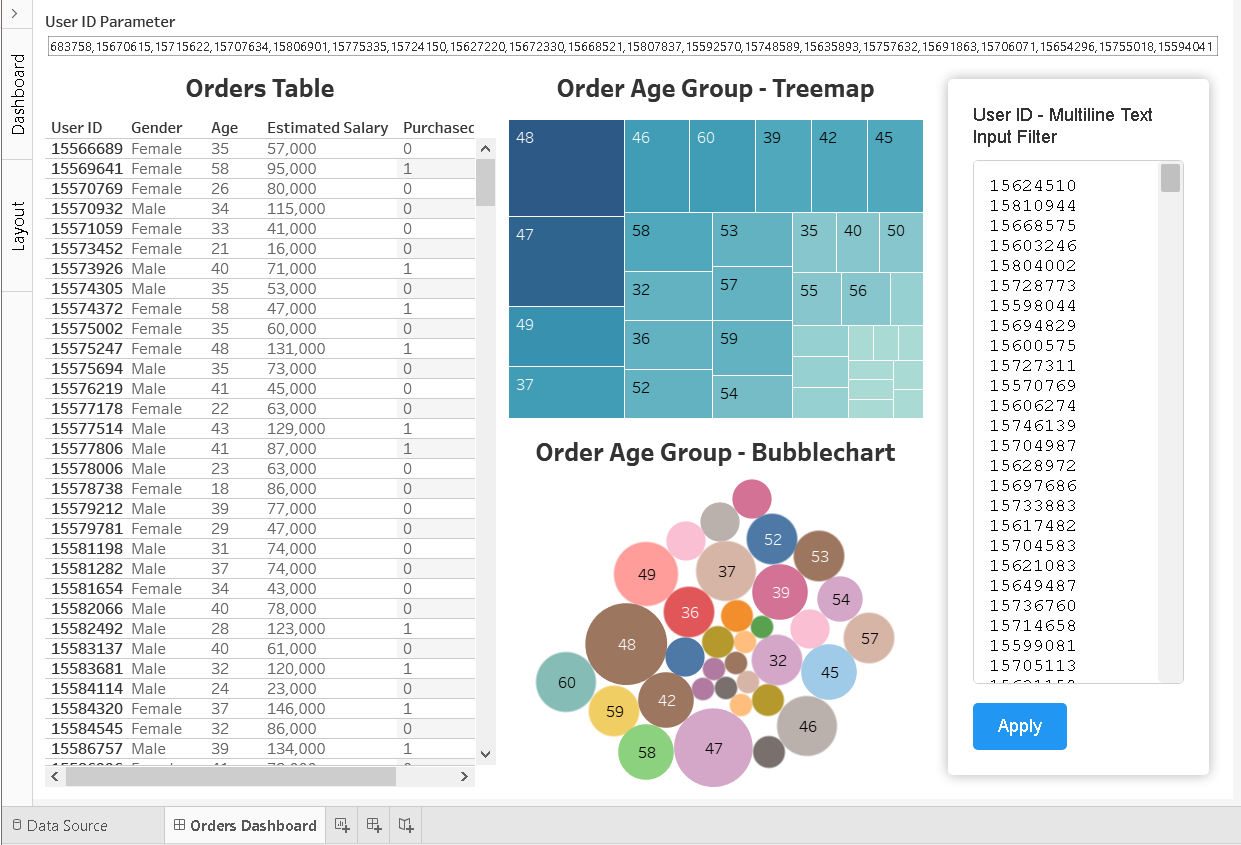 User ID Parameter
683758,15670615,15715622,15707634,15806901,15775335,15724150,15627220,15672330,15668521,15807837,15592570,15748589,15635893,15757632,15691863,15706071,15654296,15755018,15594041
Dashboard
Layout
Orders Table
User ID Gender Age Estimated Salary Purchased
15566689 Female 35 57,000 0
15569641 Female 58 95,000 1
15570769 Female 26 80,000 0
15570932 Male 34 115,000 0
15571059 Female 33 41,000 0
15573452 Female 21 16,000 0
15573926 Male 40 71,000 1
15574305 Male 35 53,000 0
15574372 Female 58 47,000 1
15575002 Female 35 60,000 0
15575247 Female 48 131,000 1
15575694 Male 35 73,000 0
15576219 Male 41 45,000 0
15577178 Female 22 63,000 0
15577514 Male 43 129,000 1
15577806 Male 41 87,000 1
15578006 Male 23 63,000 0
15578738 Female 18 86,000 0
15579212 Male 39 77,000 0
15579781 Female 29 47,000 0
15581198 Male 31 74,000 0
15581282 Male 37 74,000 0
15581654 Female 34 43,000 0
15582066 Male 40 78,000 0
15582492 Male 28 123,000 1
15583137 Male 40 61,000 0
15583681 Male 32 120,000 1
15584114 Male 24 23,000 0
15584320 Female 37 146,000 1
15584545 Female 32 86,000 0
15586757 Male 39 134,000 1
Order Age Group - Treemap
48
46
60
39
42
45
47
58
53
35
40
50
32
57
55
56
49
36
59
37
52
54
Order Age Group - Bubblechart
52
53
49
37
39
54
36
48
57
32
45
60
42
59
46
47
58
User ID - Multiline Text
Input Filter
15624510
15810944
15668575
15603246
15804002
15728773
15598044
15694829
15600575
15727311
15570769
15606274
15746139
15704987
15628972
15697686
15733883
15617482
15704583
15621083
15649487
15736760
15714658
15599081
15705113
Apply
Data Source
Orders Dashboard